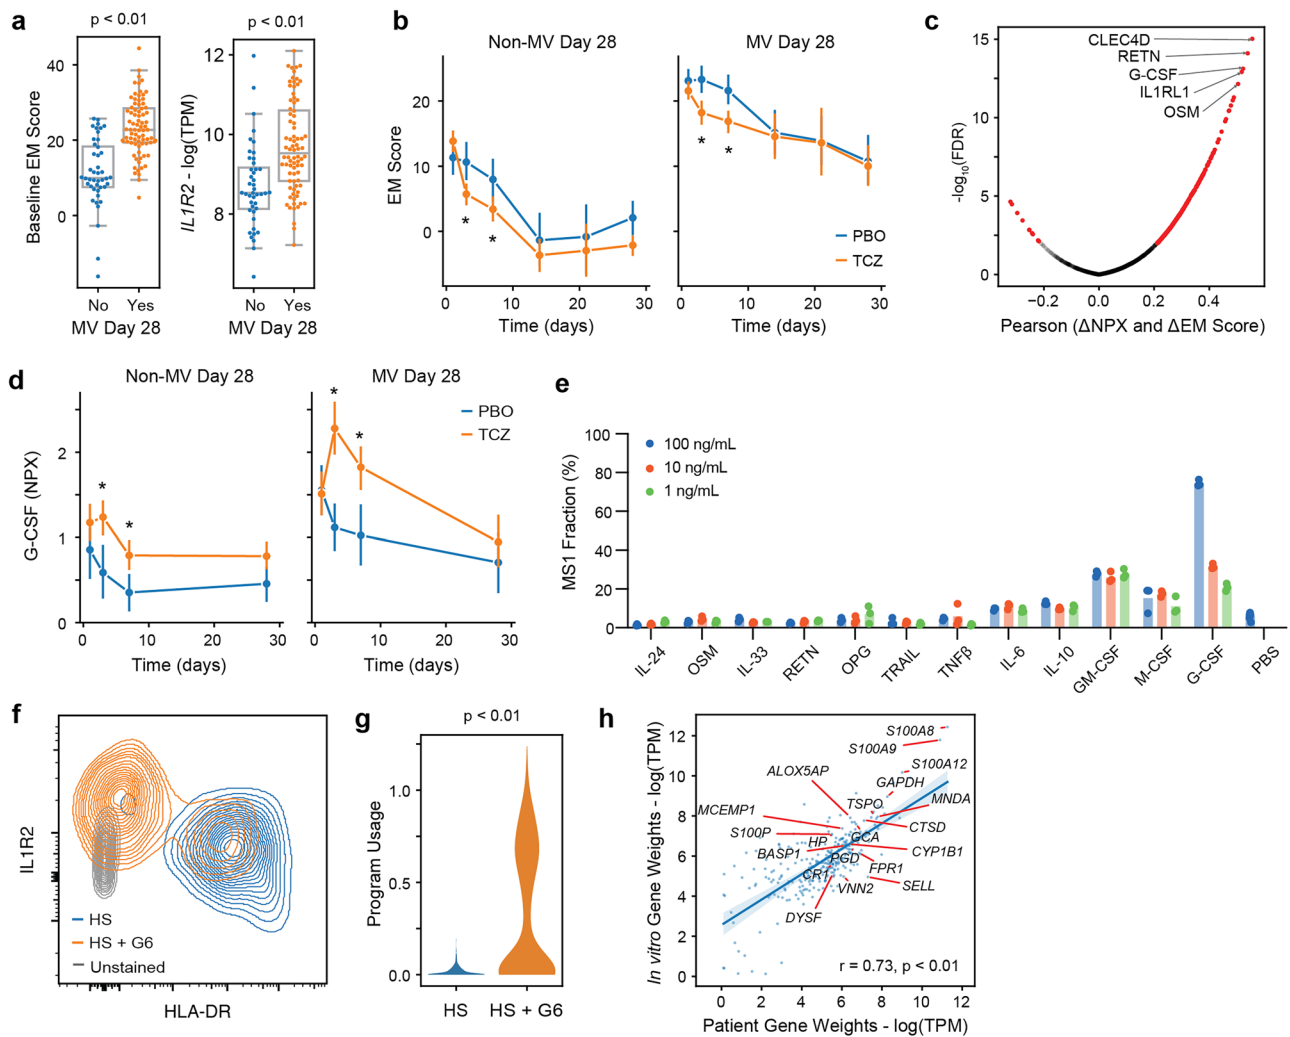 a
p < 0.01
Baseline EM Score
40
20
0
No
Yes
MV Day 28
p < 0.01
IL1R2 - log(TPM)
12
10
8
No
Yes
MV Day 28
b
Non-MV Day 28
EM Score
20
10
0
*
*
0
10
20
30
Time (days)
MV Day 28
*
*
PBO
TCZ
0
10
20
30
Time (days)
c
-log10(FDR)
15
10
5
0
CLEC4D
RETN
G-CSF
IL1RL1
OSM
−0.2
0.0
0.2
0.4
Pearson (ΔNPX and ΔEM Score)
d
Non-MV Day 28
G-CSF (NPX)
2
1
0
*
*
0
10
20
30
Time (days)
MV Day 28
*
*
PBO
TCZ
0
10
20
30
Time (days)
e
MS1 Fraction (%)
100
80
60
40
20
0
100 ng/mL
10 ng/mL
1 ng/mL
IL-24
OSM
IL-33
RETN
OPG
TRAIL
TNFβ
IL-6
IL-10
GM-CSF
M-CSF
G-CSF
PBS
f
IL1R2
HS
HS + G6
Unstained
HLA-DR
g
p < 0.01
Program Usage
1.0
0.5
0.0
HS
HS + G6
h
In vitro Gene Weights - log(TPM)
12
10
8
6
4
2
0
S100A8
S100A9
S100A12
ALOX5AP
GAPDH
TSPO
MNDA
MCEMP1
CTSD
S100P
HP
GCA
BASP1
CYP1B1
PGD
FPR1
CR1
SELL
VNN2
DYSF
r = 0.73, p < 0.01
0
2
4
6
8
10
12
Patient Gene Weights - log(TPM)